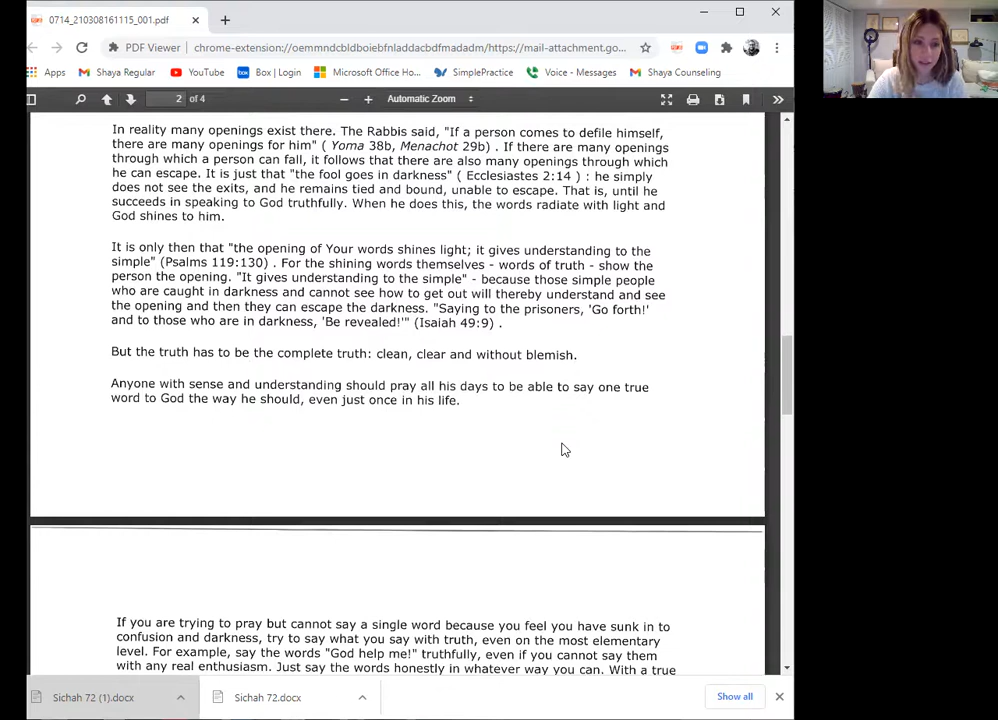 0714_210308161115_001.pdf
PDF Viewer chrome-extension://oemmndcbldboiebfnladdacbdfmadadm/https://mail-attachment.go...
Apps Shaya Regular YouTube Box | Login Microsoft Office Ho... SimplePractice Voice - Messages Shaya Counseling
2 of 4 Automatic Zoom
In reality many openings exist there. The Rabbis said, "If a person comes to defile himself,
there are many openings for him" ( Yoma 38b, Menachot 29b) . If there are many openings
through which a person can fall, it follows that there are also many openings through which
he can escape. It is just that "the fool goes in darkness" ( Ecclesiastes 2:14 ) : he simply
does not see the exits, and he remains tied and bound, unable to escape. That is, until he
succeeds in speaking to God truthfully. When he does this, the words radiate with light and
God shines to him.
It is only then that "the opening of Your words shines light; it gives understanding to the
simple" (Psalms 119:130) . For the shining words themselves - words of truth - show the
person the opening. "It gives understanding to the simple" - because those simple people
who are caught in darkness and cannot see how to get out will thereby understand and see
the opening and then they can escape the darkness. "Saying to the prisoners, 'Go forth!'
and to those who are in darkness, 'Be revealed!'" (Isaiah 49:9) .
But the truth has to be the complete truth: clean, clear and without blemish.
Anyone with sense and understanding should pray all his days to be able to say one true
word to God the way he should, even just once in his life.
If you are trying to pray but cannot say a single word because you feel you have sunk in to
confusion and darkness, try to say what you say with truth, even on the most elementary
level. For example, say the words "God help me!" truthfully, even if you cannot say them
with any real enthusiasm. Just say the words honestly in whatever way you can. With a true
Sichah 72 (1).docx Sichah 72.docx Show all